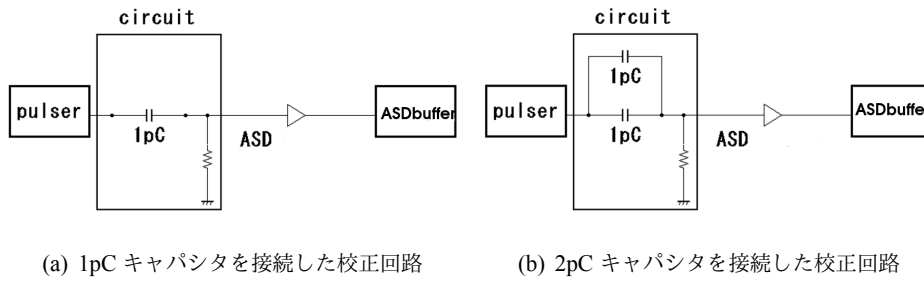 circuit
pulser
1pC
ASD
ASDbuffer
(a) 1pC キャパシタを接続した校正回路
circuit
pulser
1pC
1pC
ASD
ASDbuffe
(b) 2pC キャパシタを接続した校正回路